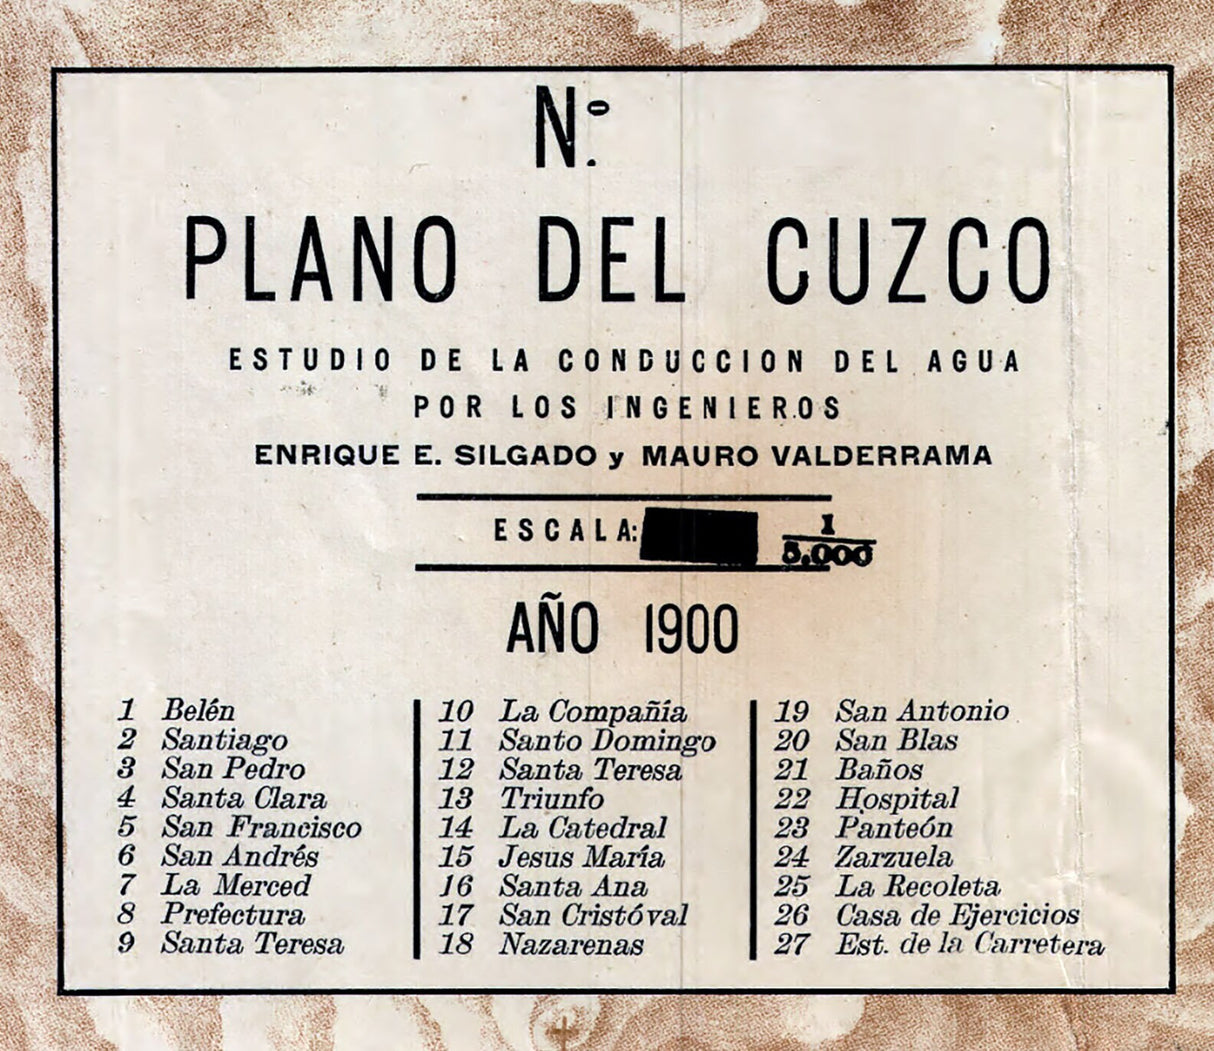 Nº.
PLANO DEL CUZCO
ESTUDIO DE LA CONDUCCION DEL AGUA
POR LOS INGENIEROS
ENRIQUE E. SILGADO y MAURO VALDERRAMA
ESCALA: 1/5.000
AÑO 1900
1 Belén
2 Santiago
3 San Pedro
4 Santa Clara
5 San Francisco
6 San Andrés
7 La Merced
8 Prefectura
9 Santa Teresa
10 La Compañía
11 Santo Domingo
12 Santa Teresa
13 Triunfo
14 La Catedral
15 Jesus María
16 Santa Ana
17 San Cristóval
18 Nazarenas
19 San Antonio
20 San Blas
21 Baños
22 Hospital
23 Panteón
24 Zarzuela
25 La Recoleta
26 Casa de Ejercicios
27 Est. de la Carretera